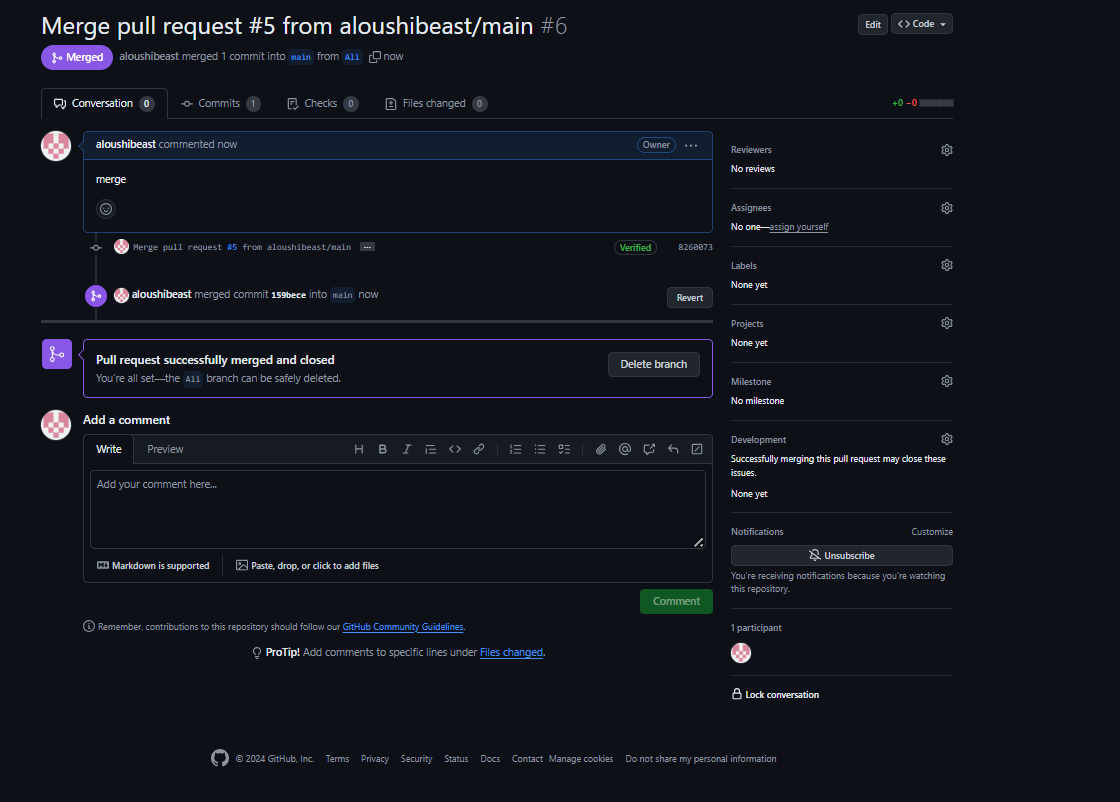 Merge pull request #5 from aloushibeast/main #6
Edit
Code
Merged
aloushibeast merged 1 commit into main from Ali now
Conversation 0
Commits 1
Checks 0
Files changed 0
+0 −0
aloushibeast commented now
Owner
merge
Merge pull request #5 from aloushibeast/main
Verified
8260073
aloushibeast merged commit 159bece into main now
Revert
Pull request successfully merged and closed
You're all set—the Ali branch can be safely deleted.
Delete branch
Add a comment
Write
Preview
Add your comment here...
Markdown is supported
Paste, drop, or click to add files
Comment
Remember, contributions to this repository should follow our GitHub Community Guidelines.
ProTip! Add comments to specific lines under Files changed.
Reviewers
No reviews
Assignees
No one—assign yourself
Labels
None yet
Projects
None yet
Milestone
No milestone
Development
Successfully merging this pull request may close these
issues.
None yet
Notifications
Customize
Unsubscribe
You're receiving notifications because you're watching
this repository.
1 participant
Lock conversation
© 2024 GitHub, Inc.
Terms
Privacy
Security
Status
Docs
Contact
Manage cookies
Do not share my personal information